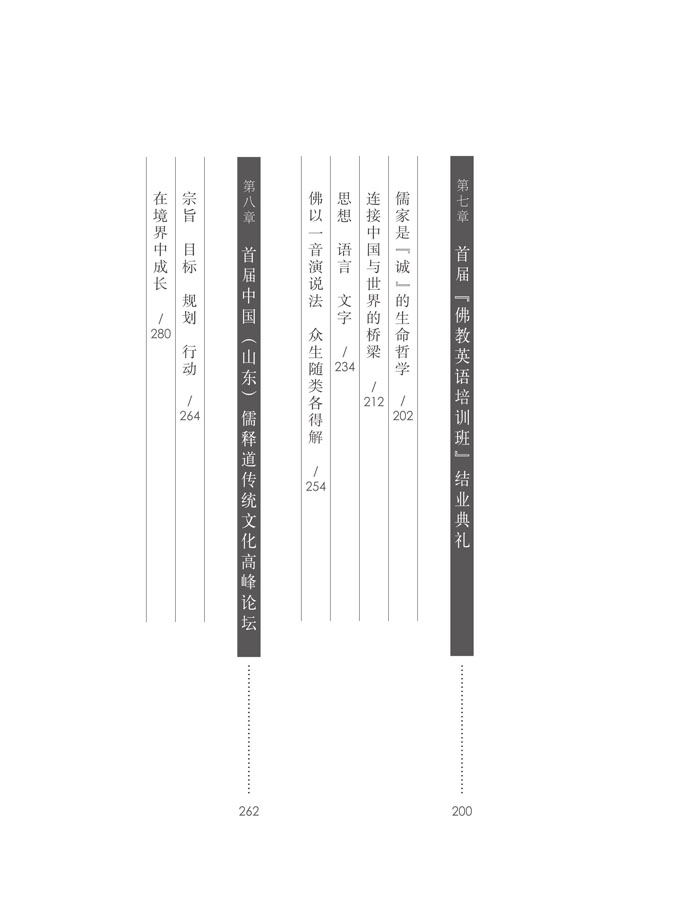 第七章 首届『佛教英语培训班』结业典礼 200
儒家是『诚』的生命哲学 /202
连接中国与世界的桥梁 /212
思想 语言 文字 /234
佛以一音演说法 众生随类各得解 /254
第八章 首届中国（山东）儒释道传统文化高峰论坛 262
宗旨 目标 规划 行动 /264
在境界中成长 /280